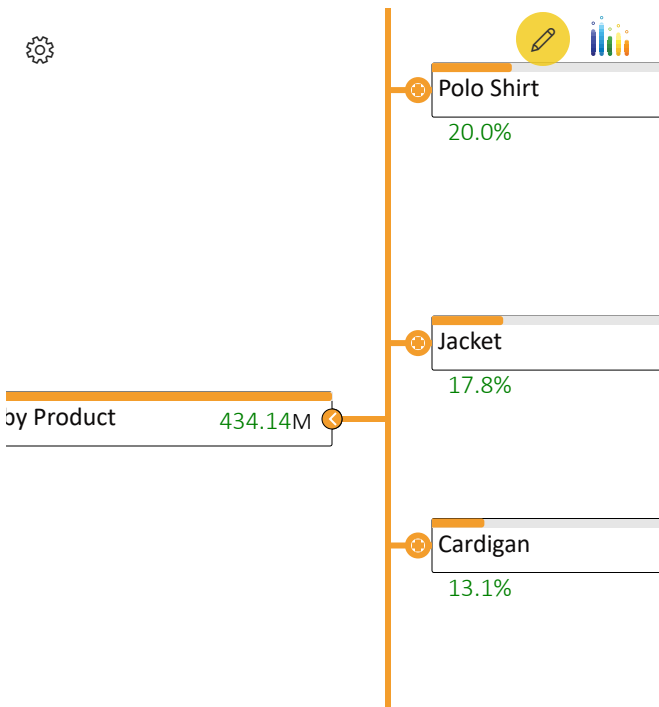 Polo Shirt
20.0%
Jacket
17.8%
by Product 434.14M
Cardigan
13.1%